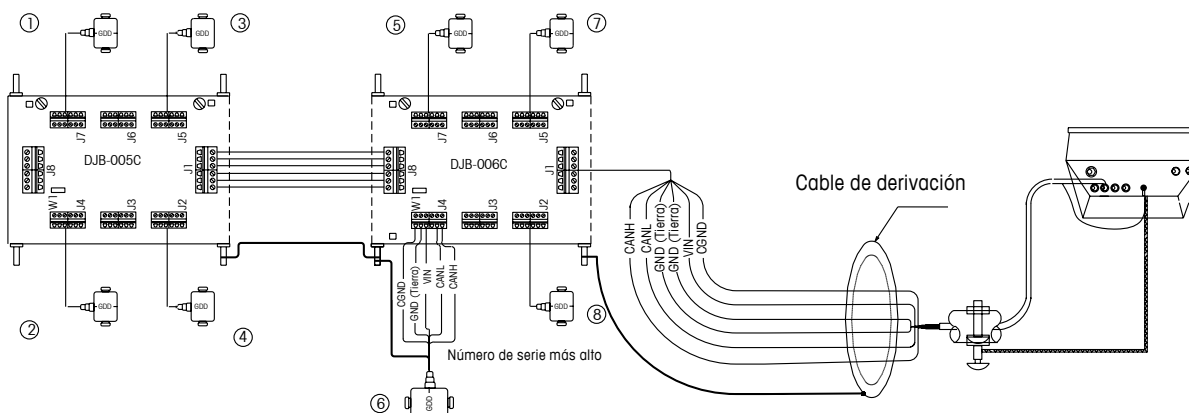 ① GDD
③ GDD
⑤ GDD
⑦ GDD
J7 J6 J5
J8 DJB-005C J1
W1 J4 J3 J2
J7 J6 J5
J8 DJB-006C J1
W1 J4 J3 J2
CGND
GND (Tierra)
VIN
CANL
CANH
CANH
CANL
GND (Tierra)
GND (Tierra)
VIN
CGND
Cable de derivación
② GDD
④ GDD
⑧ GDD
Número de serie más alto
⑥ GDD